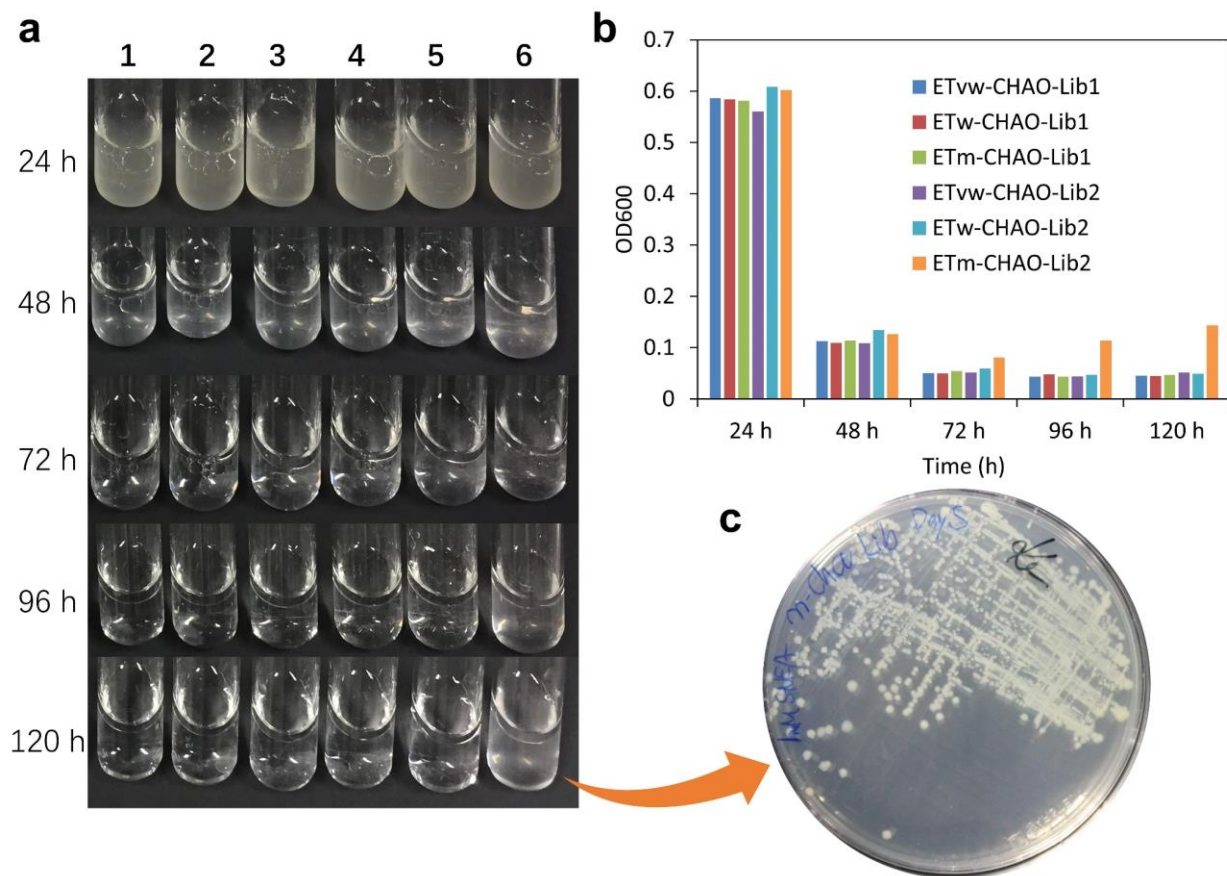 a
1 2 3 4 5 6
24 h
48 h
72 h
96 h
120 h
b
0.7
0.6
0.5
0.4
0.3
0.2
0.1
0
OD600
ETvw-CHAO-Lib1
ETw-CHAO-Lib1
ETm-CHAO-Lib1
ETvw-CHAO-Lib2
ETw-CHAO-Lib2
ETm-CHAO-Lib2
24 h 48 h 72 h 96 h 120 h
Time (h)
c
Lib Day5